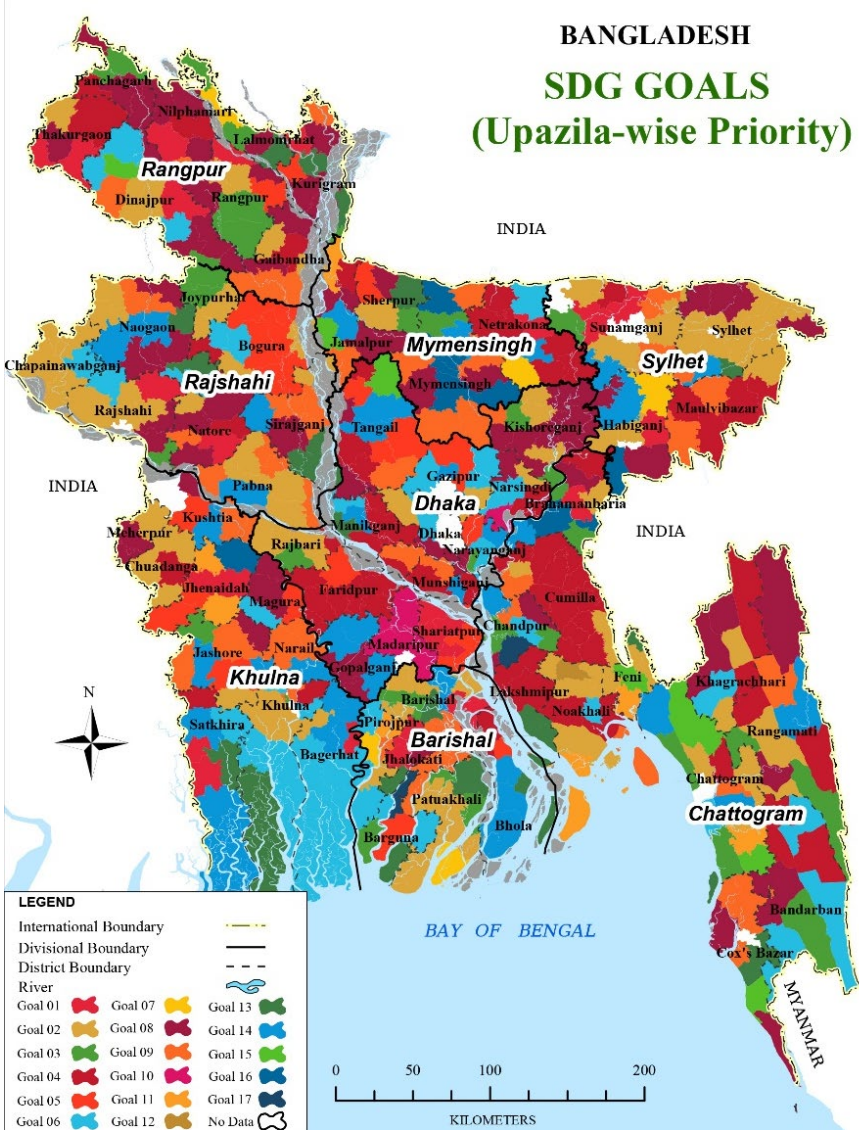 BANGLADESH
SDG GOALS
(Upazila-wise Priority)
Panchagarh
Nilphamari
Lalmonirhat
Thakurgaon
Rangpur
Kurigram
Dinajpur
Rangpur
INDIA
Gaibandha
Joypurhat
Sherpur
Naogaon
Netrakona
Sunamganj
Sylhet
Bogura
Jamalpur
Mymensingh
Chapainawabganj
Sylhet
Rajshahi
Mymensingh
Rajshahi
Maulvibazar
Natore
Sirajganj
Tangail
Kishoreganj
Habiganj
INDIA
Gazipur
Pabna
Narsingdi
Dhaka
Brahamanbaria
Kushtia
Manikganj
Dhaka
INDIA
Meherpur
Rajbari
Narayanganj
Chuadanga
Jhenaidah
Faridpur
Munshiganj
Cumilla
Magura
Shariatpur
Chandpur
Jashore
Narail
Madaripur
Khulna
Gopalganj
Feni
Khagrachhari
Lakshmipur
N
Khulna
Barishal
Noakhali
Satkhira
Pirojpur
Rangamati
Bagerhat
Barishal
Jhalokati
Chattogram
Patuakhali
Chattogram
Bhola
Bargnna
LEGEND
International Boundary
Divisional Boundary
District Boundary
River
Goal 01 Goal 07 Goal 13
Goal 02 Goal 08 Goal 14
Goal 03 Goal 09 Goal 15
Goal 04 Goal 10 Goal 16
Goal 05 Goal 11 Goal 17
Goal 06 Goal 12 No Data
BAY OF BENGAL
Bandarban
Cox's Bazar
MYANMAR
0 50 100 200
KILOMETERS